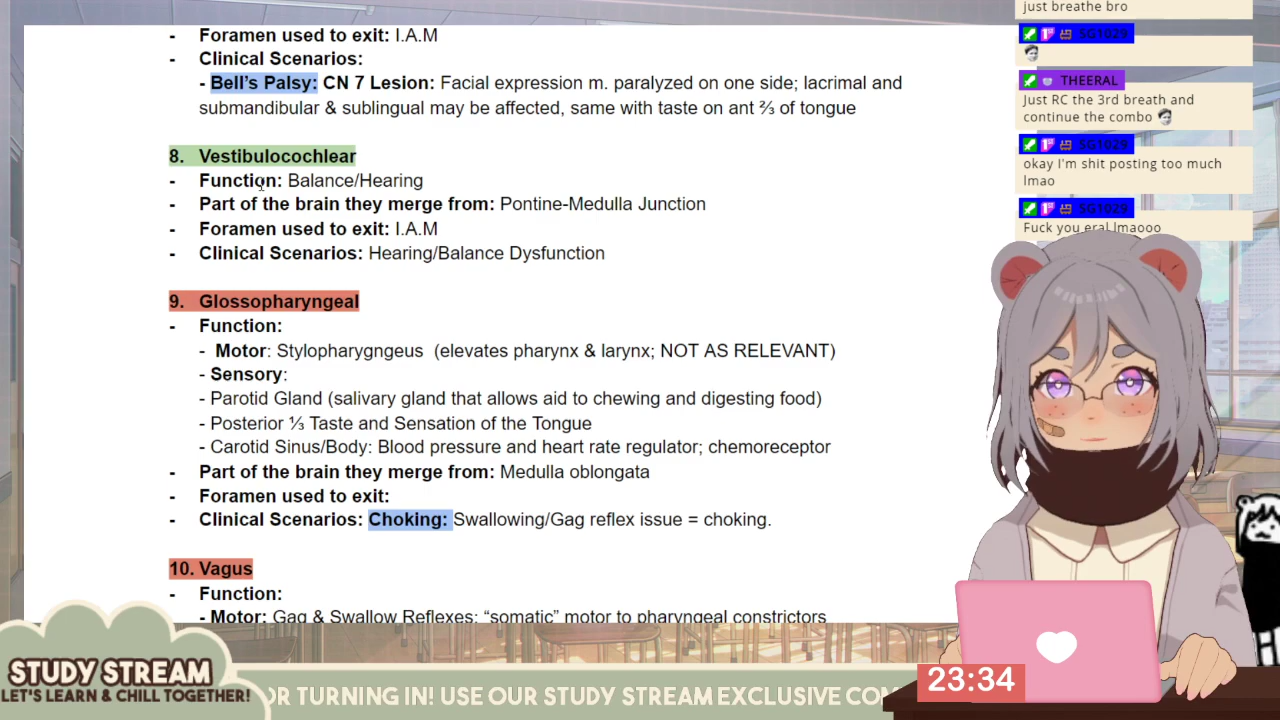 - Foramen used to exit: I.A.M
- Clinical Scenarios:
- Bell's Palsy: CN 7 Lesion: Facial expression m. paralyzed on one side; lacrimal and
submandibular & sublingual may be affected, same with taste on ant ⅔ of tongue
8. Vestibulocochlear
- Function: Balance/Hearing
- Part of the brain they merge from: Pontine-Medulla Junction
- Foramen used to exit: I.A.M
- Clinical Scenarios: Hearing/Balance Dysfunction
9. Glossopharyngeal
- Function:
- Motor: Stylopharygngeus (elevates pharynx & larynx; NOT AS RELEVANT)
- Sensory:
- Parotid Gland (salivary gland that allows aid to chewing and digesting food)
- Posterior ⅓ Taste and Sensation of the Tongue
- Carotid Sinus/Body: Blood pressure and heart rate regulator; chemoreceptor
- Part of the brain they merge from: Medulla oblongata
- Foramen used to exit:
- Clinical Scenarios: Choking: Swallowing/Gag reflex issue = choking.
10. Vagus
- Function:
- Motor: Gag & Swallow Reflexes; “somatic” motor to pharyngeal constrictors
just breathe bro
SG1029
THEERAL
Just RC the 3rd breath and
continue the combo
SG1029
okay I'm shit posting too much
lmao
SG1029
Fuck you eral lmaooo
STUDY STREAM
LET'S LEARN & CHILL TOGETHER!
OR TURNING IN! USE OUR STUDY STREAM EXCLUSIVE COM
23:34